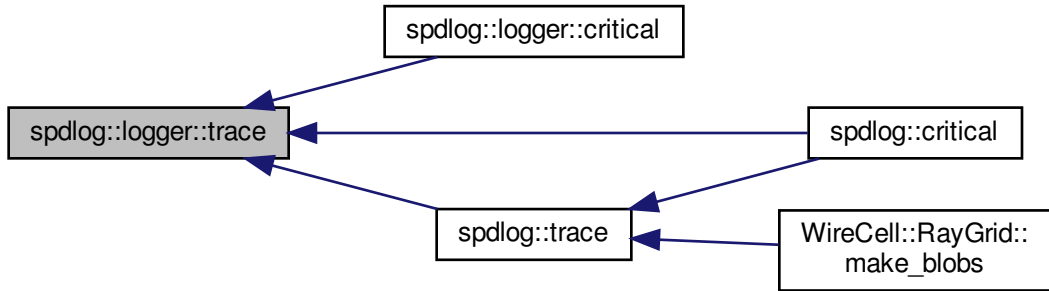 spdlog::logger::critical
spdlog::logger::trace
spdlog::critical
spdlog::trace
WireCell::RayGrid::
make_blobs